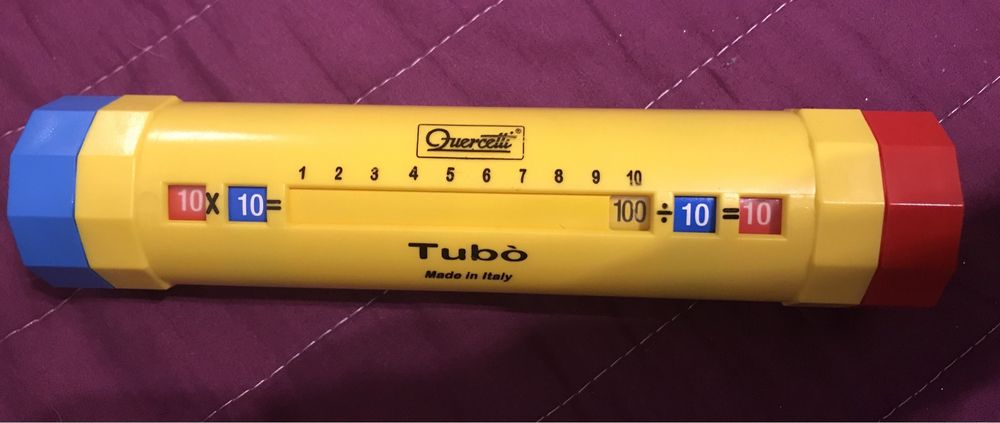 Quercetti®
1 2 3 4 5 6 7 8 9 10
10 x 10 = 100 ÷ 10 = 10
Tubò
Made in Italy